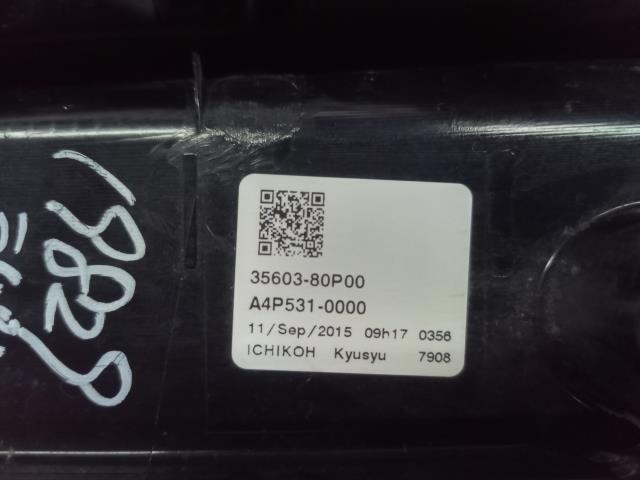 35603-80P00
A4P531-0000
11/Sep/2015 09h17 0356
ICHIKOH Kyusyu 7908